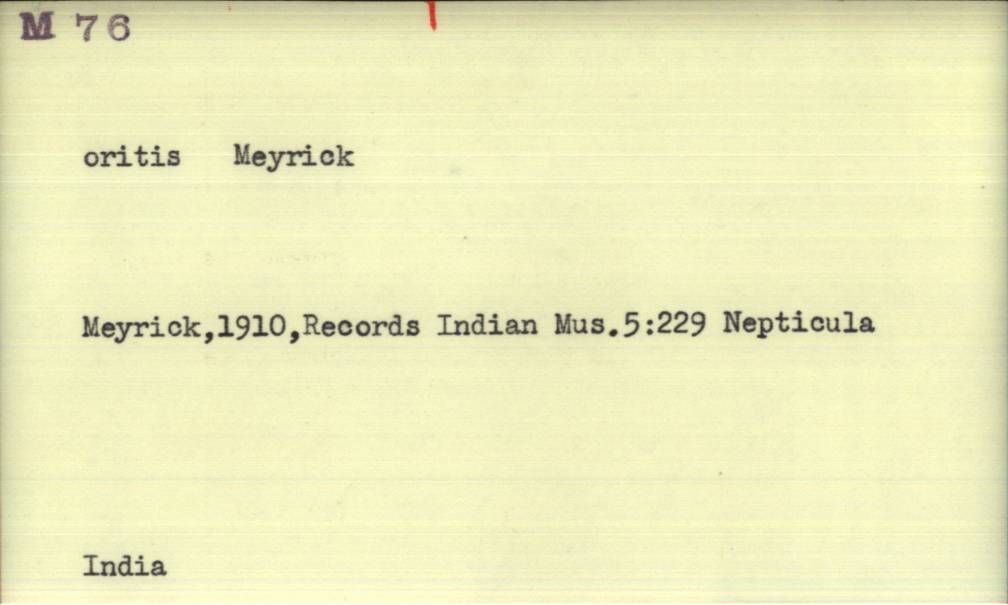 M 76
oritis Meyrick
Meyrick,1910,Records Indian Mus.5:229 Nepticula
India